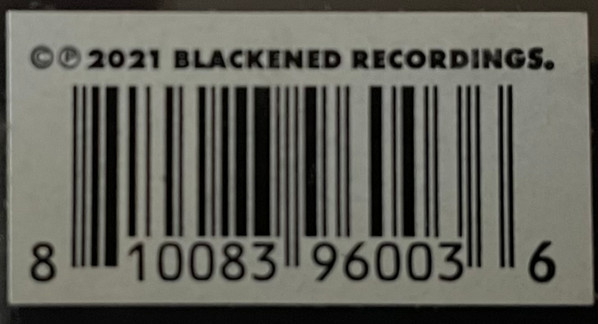 ©℗ 2021 BLACKENED RECORDINGS.
8 10083 96003 6